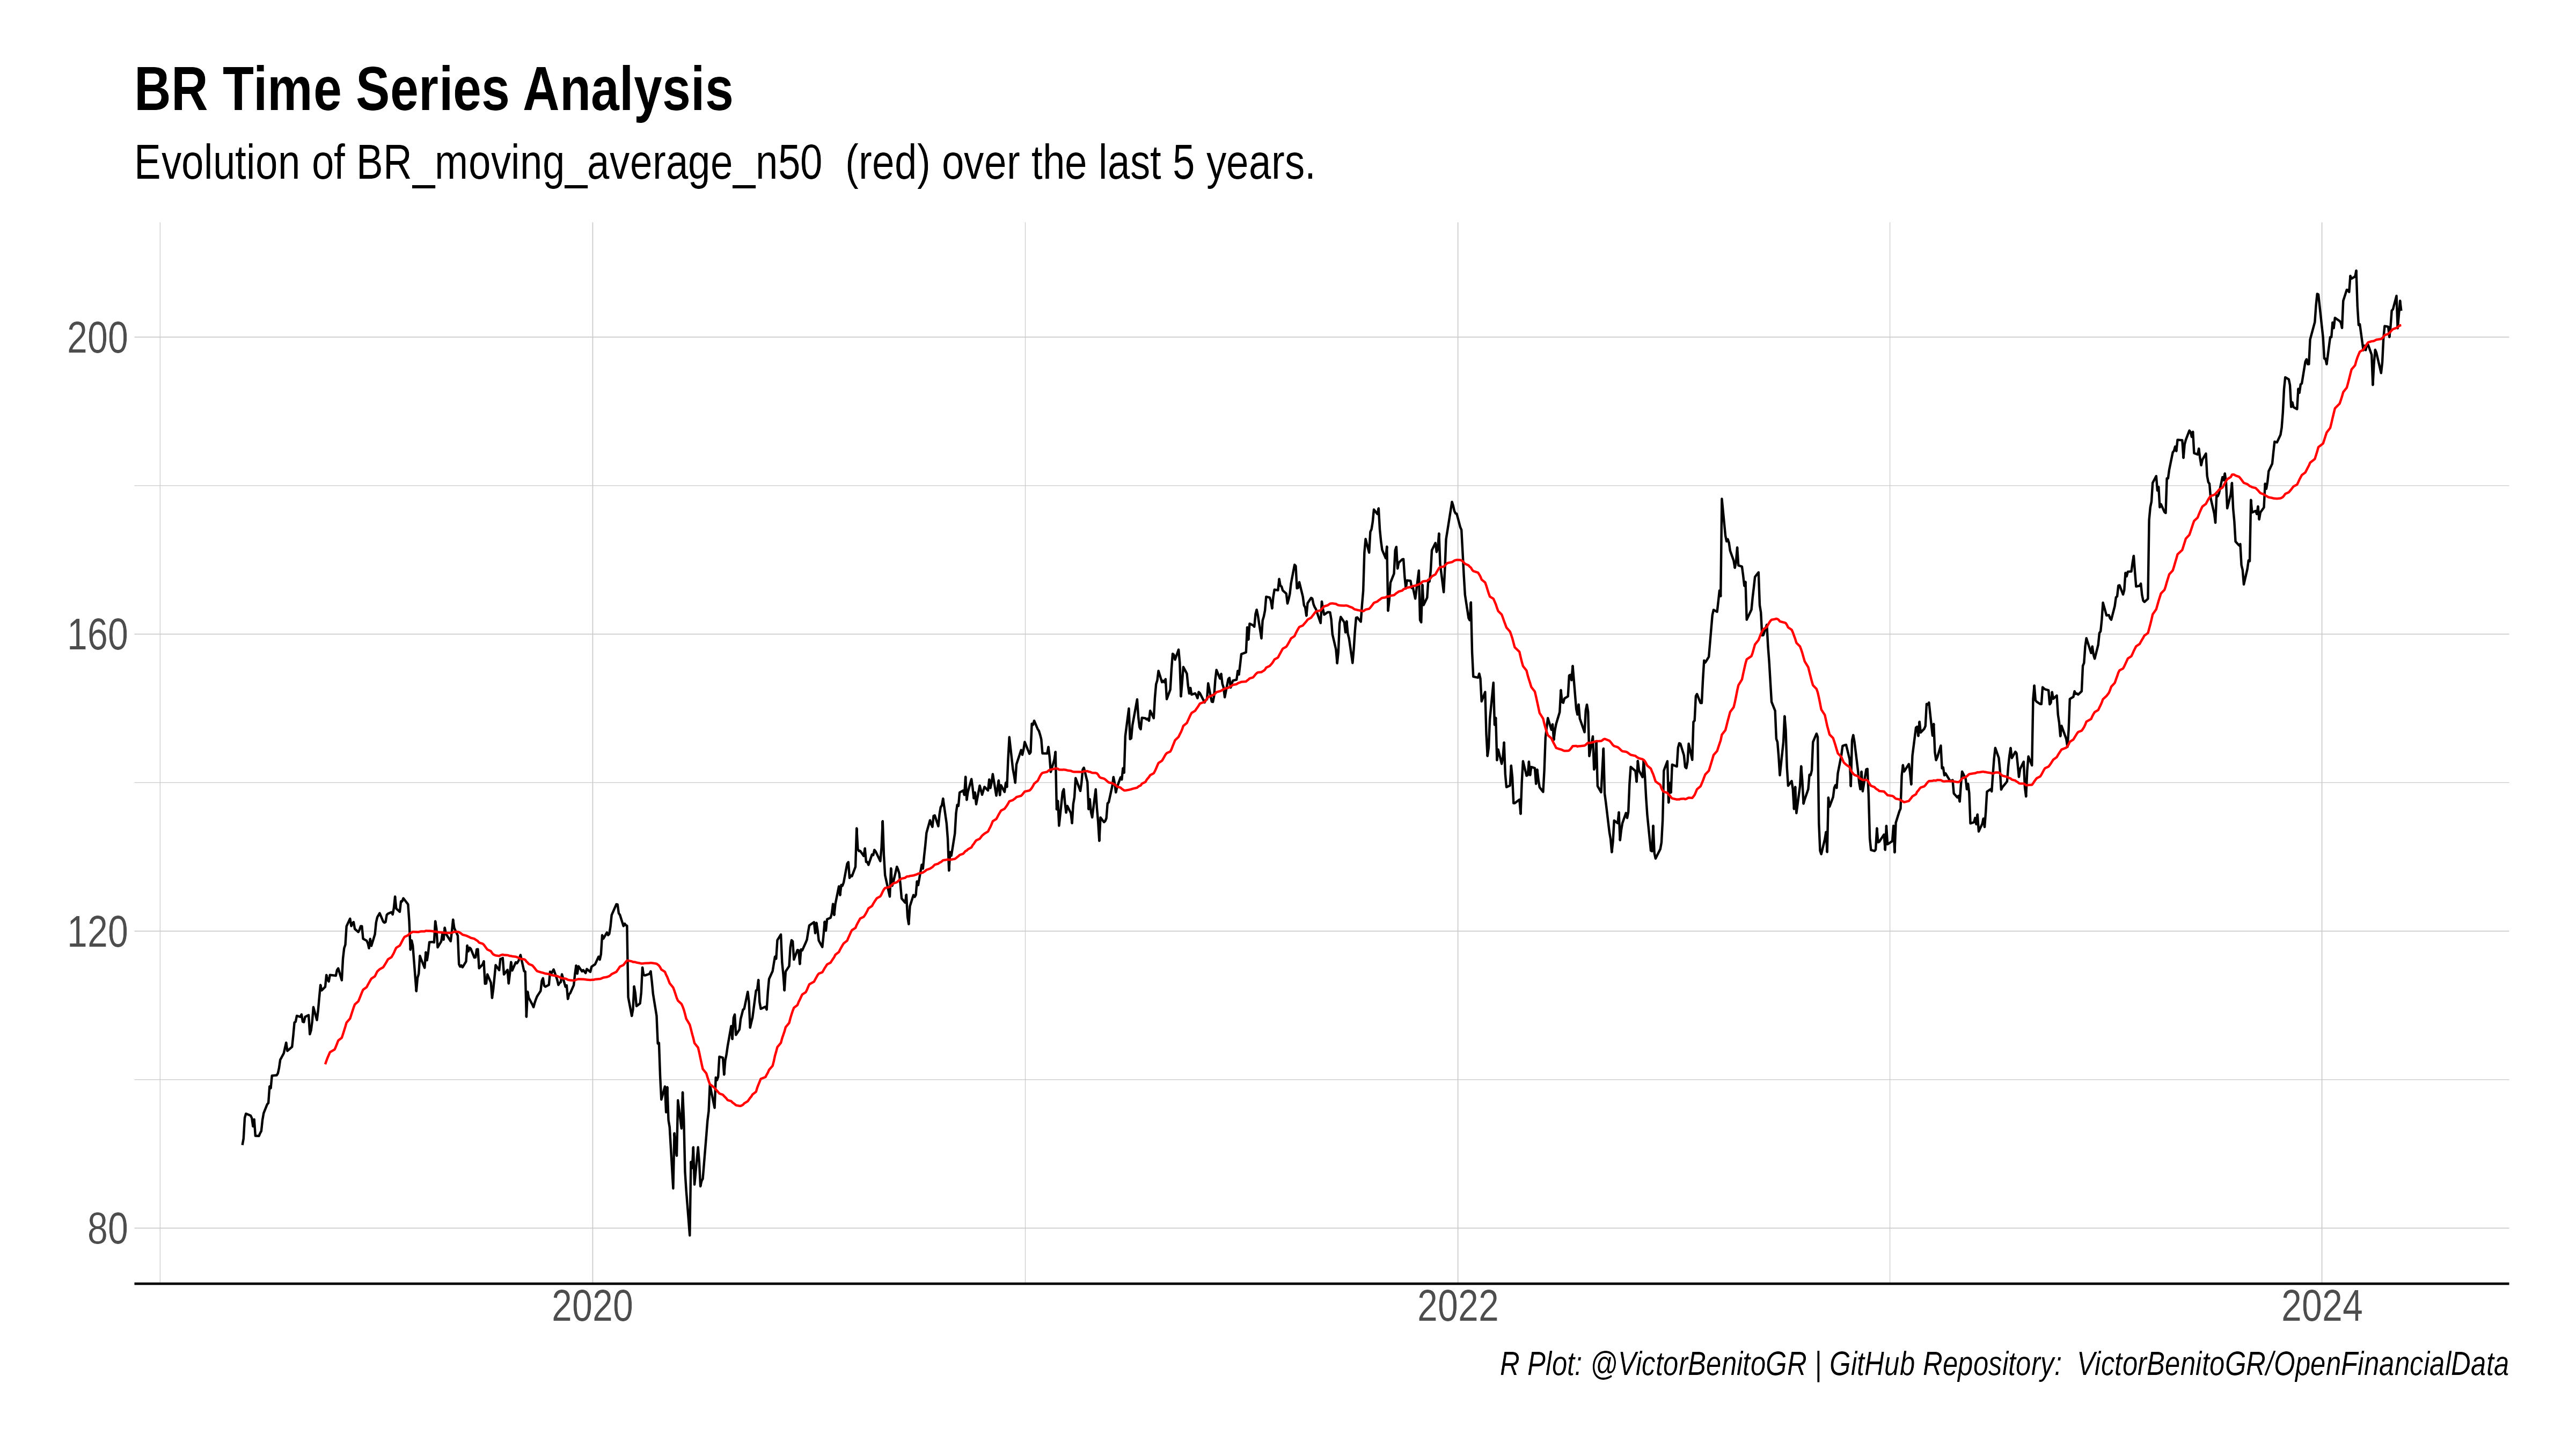 BR Time Series Analysis
Evolution of BR_moving_average_n50  (red) over the last 5 years.
200
160
120
80
2020 2022 2024
R Plot: @VictorBenitoGR | GitHub Repository:  VictorBenitoGR/OpenFinancialData